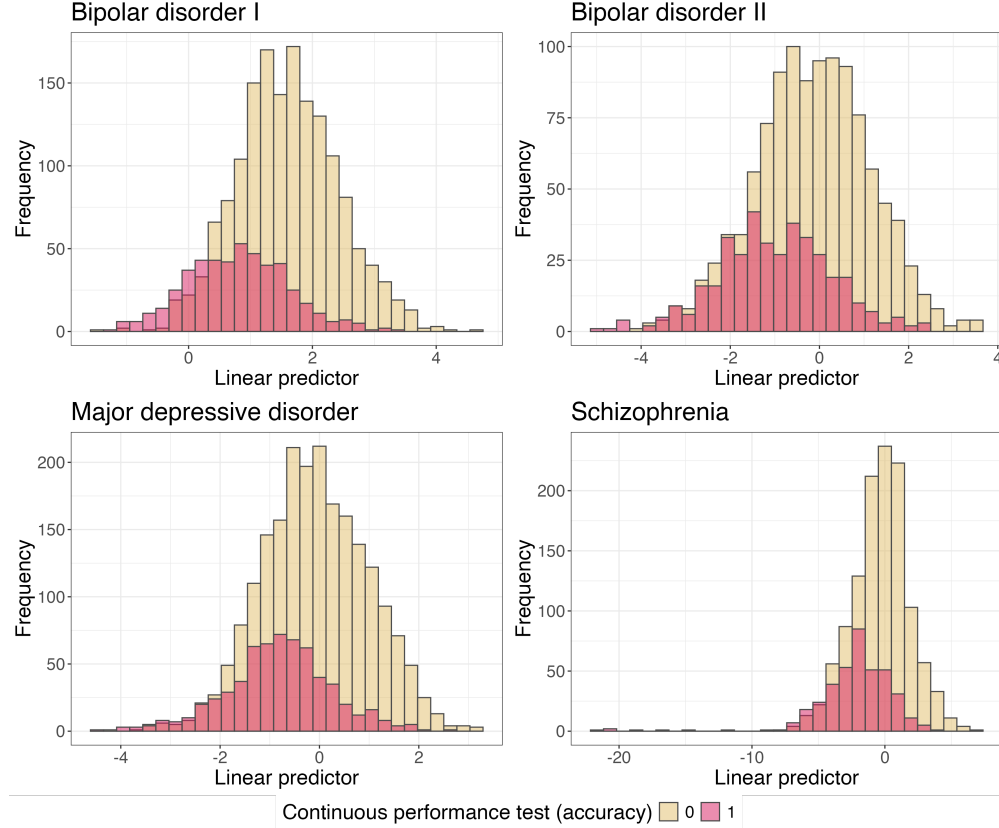 Bipolar disorder I
Bipolar disorder II
Frequency
150
100
50
0
0 2 4
Linear predictor
Frequency
100
75
50
25
0
-4 -2 0 2 4
Linear predictor
Major depressive disorder
Schizophrenia
Frequency
200
150
100
50
0
-4 -2 0 2
Linear predictor
Frequency
200
150
100
50
0
-20 -10 0
Linear predictor
Continuous performance test (accuracy) 0 1